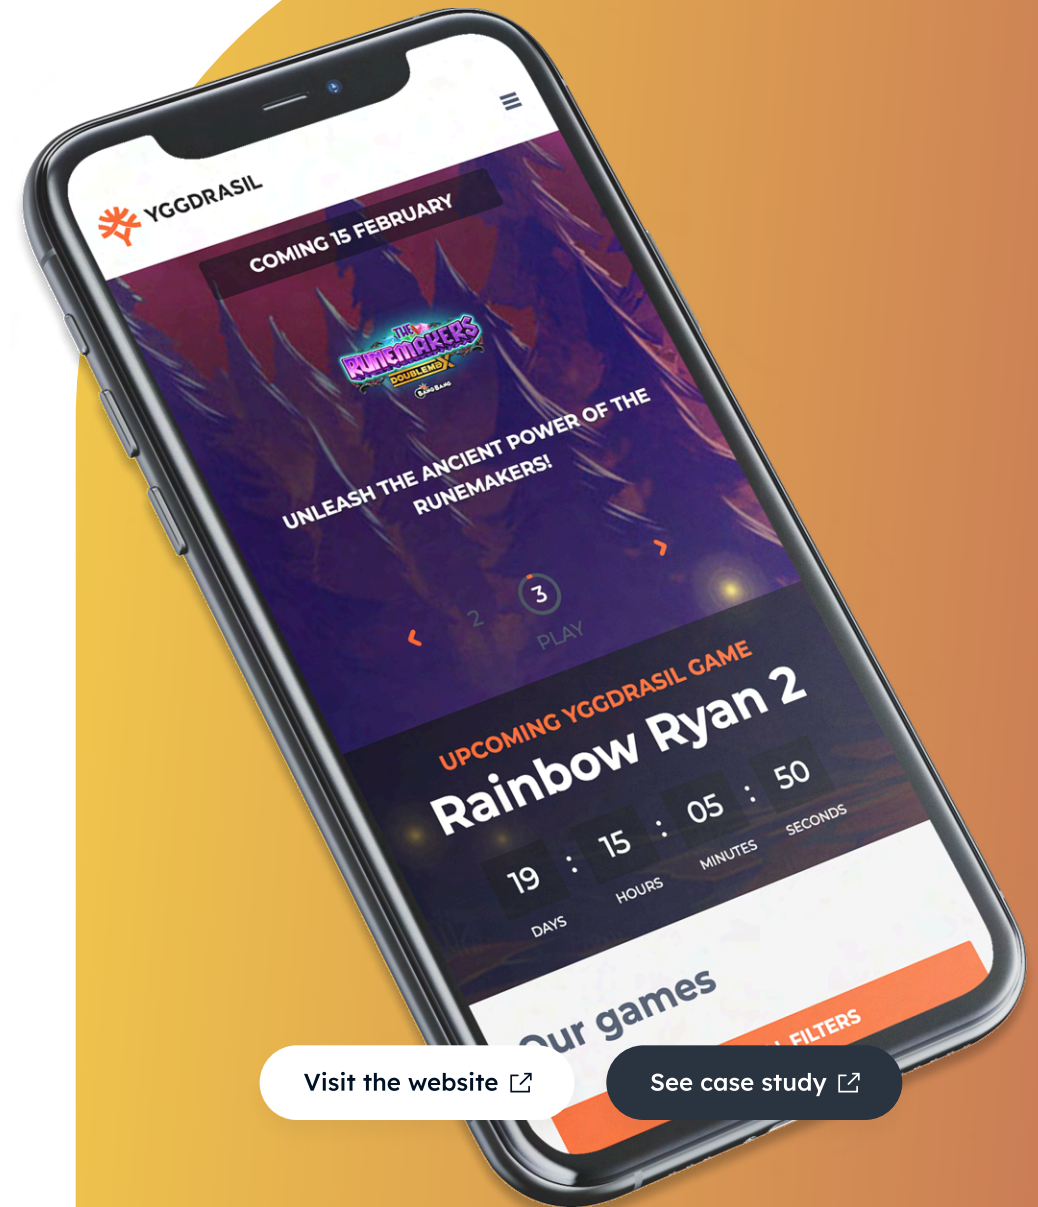 YGGDRASIL
COMING 15 FEBRUARY
THE
RUNEMAKERS
DOUBLEMAX
BANG BANG
UNLEASH THE ANCIENT POWER OF THE
RUNEMAKERS!
2
3
PLAY
UPCOMING YGGDRASIL GAME
Rainbow Ryan 2
19 : 15 : 05 : 50
DAYS HOURS MINUTES SECONDS
Our games
FILTERS
Visit the website
See case study